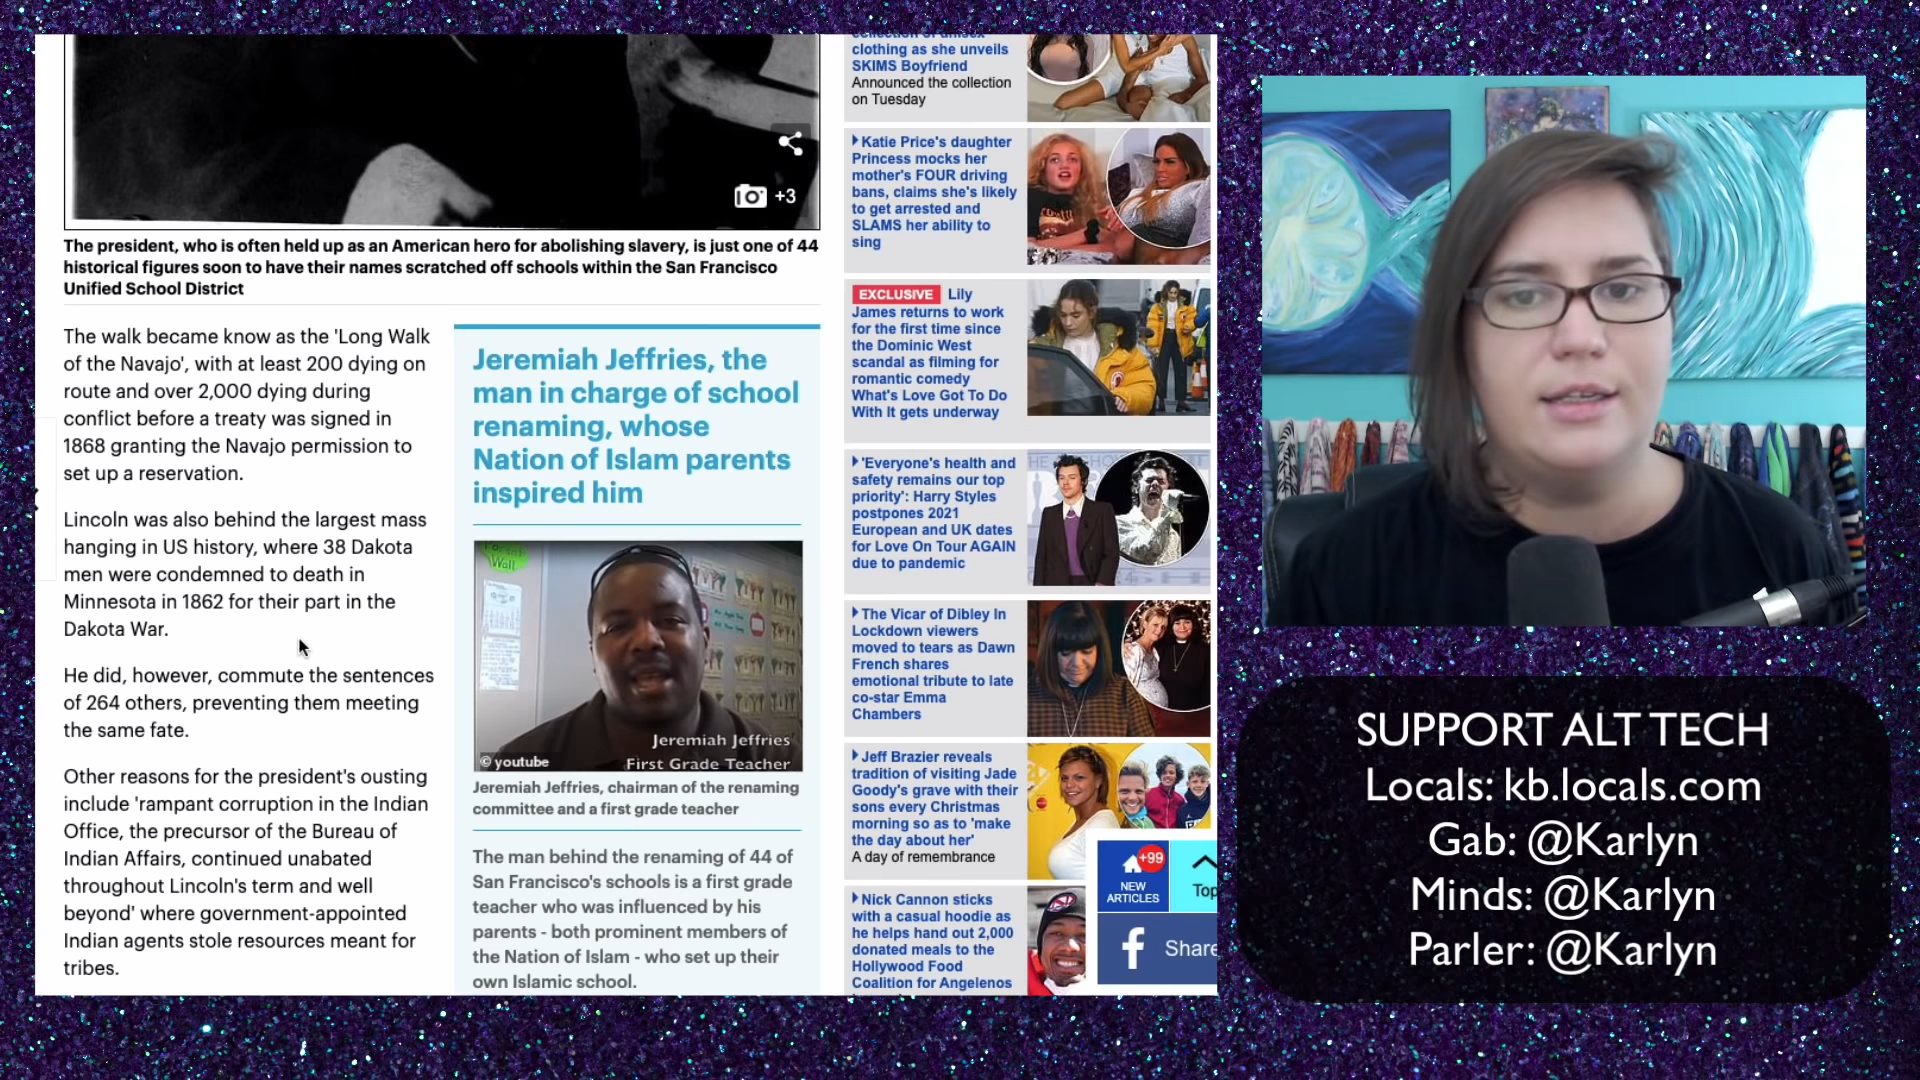 The president, who is often held up as an American hero for abolishing slavery, is just one of 44
historical figures soon to have their names scratched off schools within the San Francisco
Unified School District
+3
The walk became know as the 'Long Walk
of the Navajo', with at least 200 dying on
route and over 2,000 dying during
conflict before a treaty was signed in
1868 granting the Navajo permission to
set up a reservation.
Lincoln was also behind the largest mass
hanging in US history, where 38 Dakota
men were condemned to death in
Minnesota in 1862 for their part in the
Dakota War.
He did, however, commute the sentences
of 264 others, preventing them meeting
the same fate.
Other reasons for the president's ousting
include 'rampant corruption in the Indian
Office, the precursor of the Bureau of
Indian Affairs, continued unabated
throughout Lincoln's term and well
beyond' where government-appointed
Indian agents stole resources meant for
tribes.
Jeremiah Jeffries, the
man in charge of school
renaming, whose
Nation of Islam parents
inspired him
Wall
Jeremiah Jeffries
First Grade Teacher
© youtube
Jeremiah Jeffries, chairman of the renaming
committee and a first grade teacher
The man behind the renaming of 44 of
San Francisco's schools is a first grade
teacher who was influenced by his
parents - both prominent members of
the Nation of Islam - who set up their
own Islamic school.
collection of unisex
clothing as she unveils
SKIMS Boyfriend
Announced the collection
on Tuesday
Katie Price's daughter
Princess mocks her
mother's FOUR driving
bans, claims she's likely
to get arrested and
SLAMS her ability to
sing
EXCLUSIVE Lily
James returns to work
for the first time since
the Dominic West
scandal as filming for
romantic comedy
What's Love Got To Do
With It gets underway
'Everyone's health and
safety remains our top
priority': Harry Styles
postpones 2021
European and UK dates
for Love On Tour AGAIN
due to pandemic
The Vicar of Dibley In
Lockdown viewers
moved to tears as Dawn
French shares
emotional tribute to late
co-star Emma
Chambers
Jeff Brazier reveals
tradition of visiting Jade
Goody's grave with their
sons every Christmas
morning so as to 'make
the day about her'
A day of remembrance
Nick Cannon sticks
with a casual hoodie as
he helps hand out 2,000
donated meals to the
Hollywood Food
Coalition for Angelenos
+99
NEW
ARTICLES
Top
Share
SUPPORT ALT TECH
Locals: kb.locals.com
Gab: @Karlyn
Minds: @Karlyn
Parler: @Karlyn